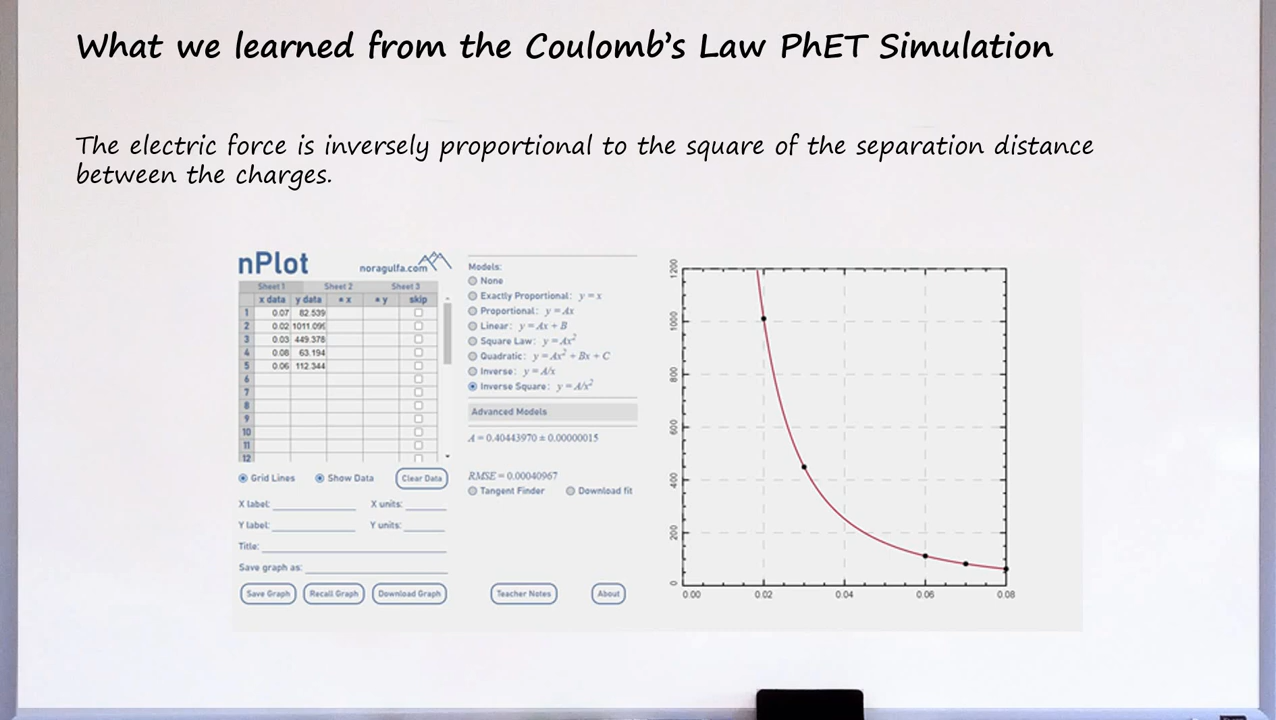 What we learned from the Coulomb's Law PhET Simulation
The electric force is inversely proportional to the square of the separation distance
between the charges.
nPlot
noragulfa.com
Sheet 1 Sheet 2 Sheet 3
x data y data * x * y skip
1 0.07 82.539
2 0.02 1011.099
3 0.03 449.378
4 0.08 63.194
5 0.06 112.344
6
7
8
9
10
11
12
Grid Lines Show Data Clear Data
X label: X units:
Y label: Y units:
Title:
Save graph as:
Save Graph Recall Graph Download Graph
Models:
None
Exactly Proportional: y = x
Proportional: y = Ax
Linear: y = Ax + B
Square Law: y = Ax²
Quadratic: y = Ax² + Bx + C
Inverse: y = A/x
Inverse Square: y = A/x²
Advanced Models
A = 0.40443970 ± 0.00000015
RMSE = 0.00040967
Tangent Finder Download fit
Teacher Notes About
1200
1000
800
600
400
200
0
0.00 0.02 0.04 0.06 0.08